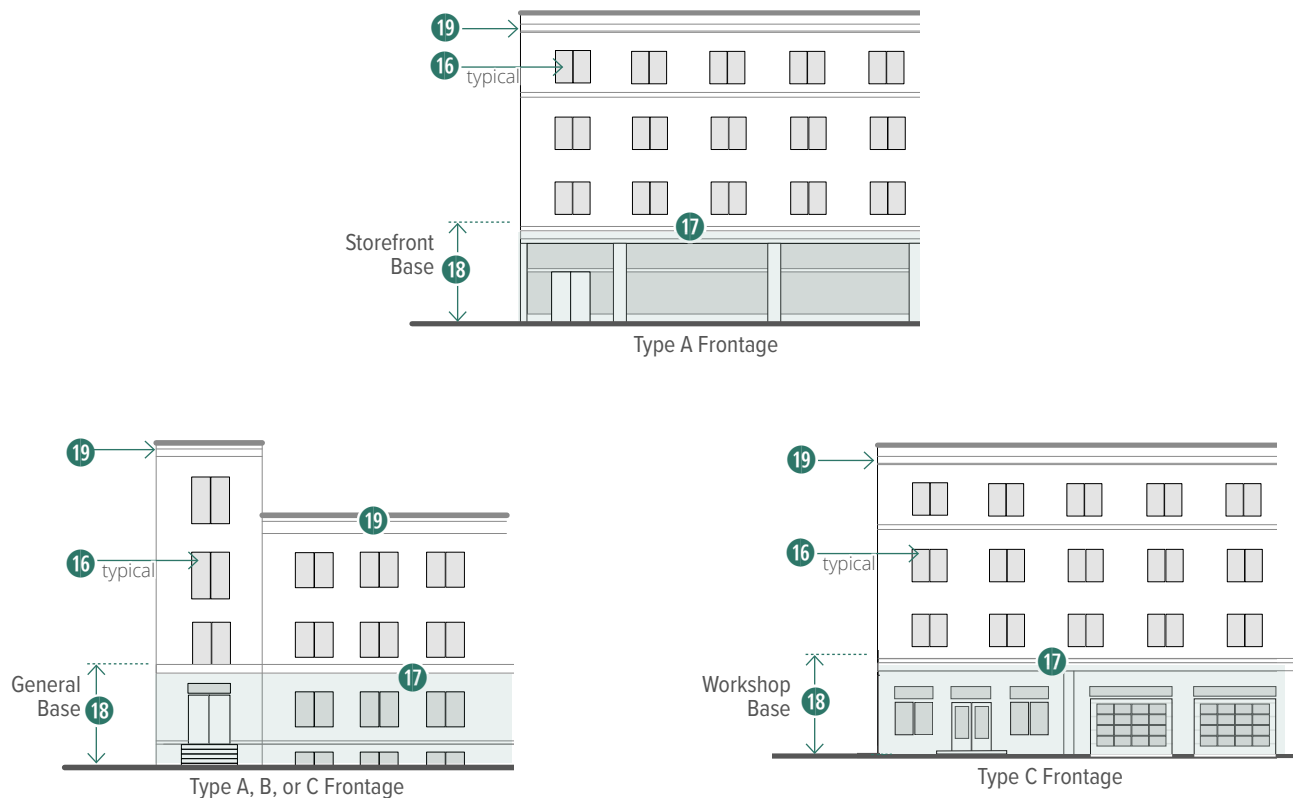 19
16
typical
17
Storefront
Base
18
Type A Frontage
19
19
16
typical
17
General
Base
18
Type A, B, or C Frontage
19
16
typical
17
Workshop
Base
18
Type C Frontage